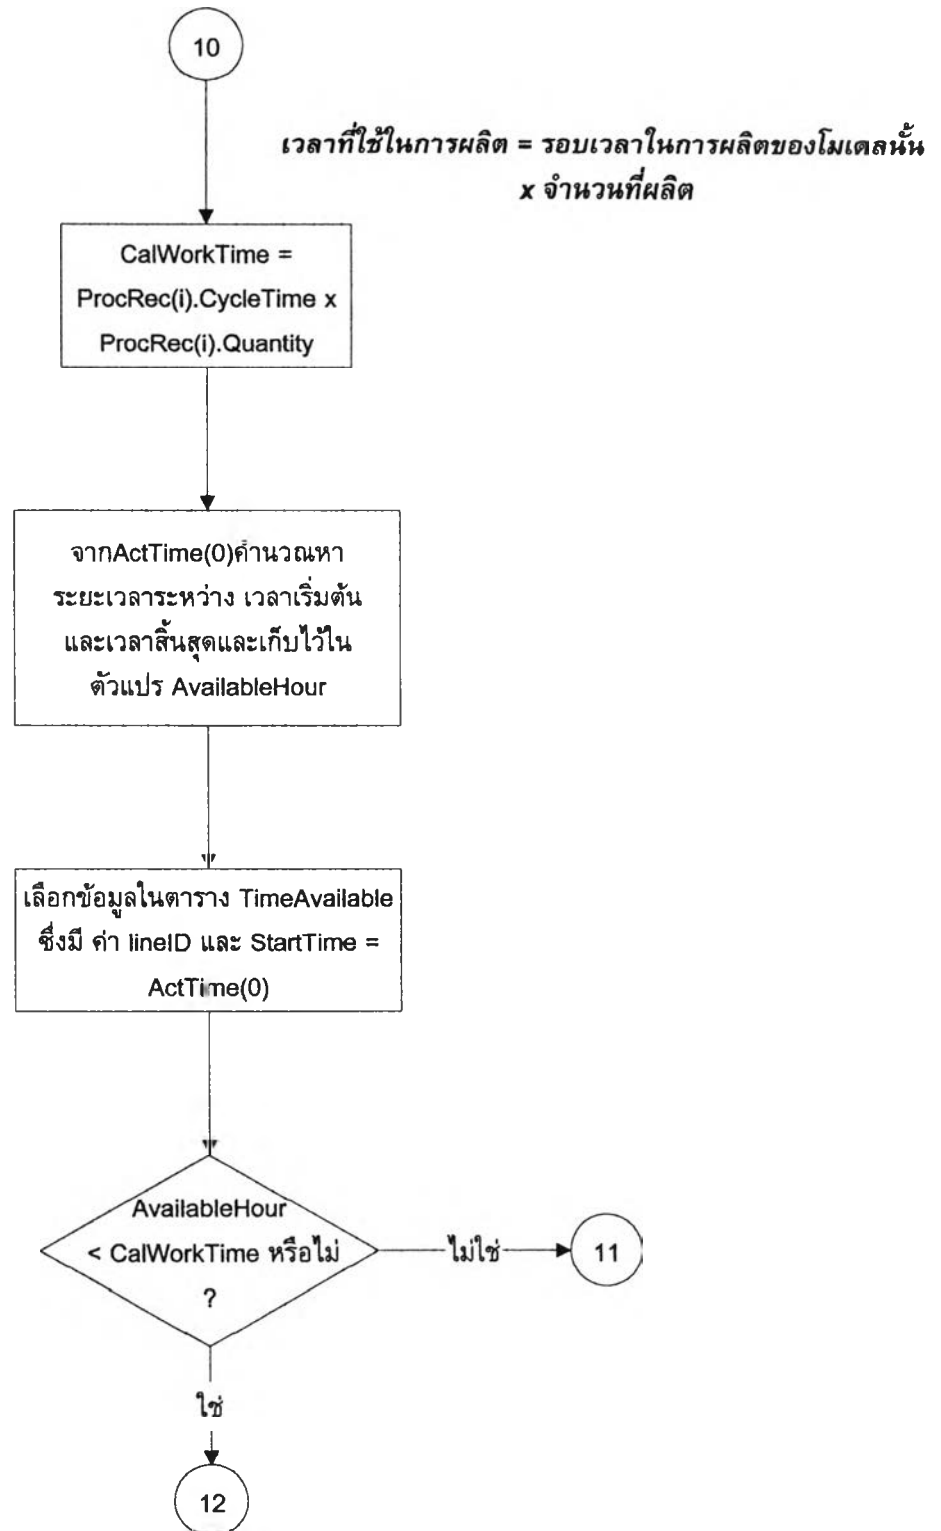 10
เวลาที่ใช้ในการผลิต = รอบเวลาในการผลิตของโมเดลนั้น
x จำนวนที่ผลิต
CalWorkTime =
ProcRec(i).CycleTime x
ProcRec(i).Quantity
จากActTime(0)คำนวณหา
ระยะเวลาระหว่าง เวลาเริ่มต้น
และเวลาสิ้นสุดและเก็บไว้ใน
ตัวแปร AvailableHour
เลือกข้อมูลในตาราง TimeAvailable
ซึ่งมี ค่า lineID และ StartTime =
ActTime(0)
AvailableHour
< CalWorkTime หรือไม่
?
ไม่ใช่
11
ใช่
12